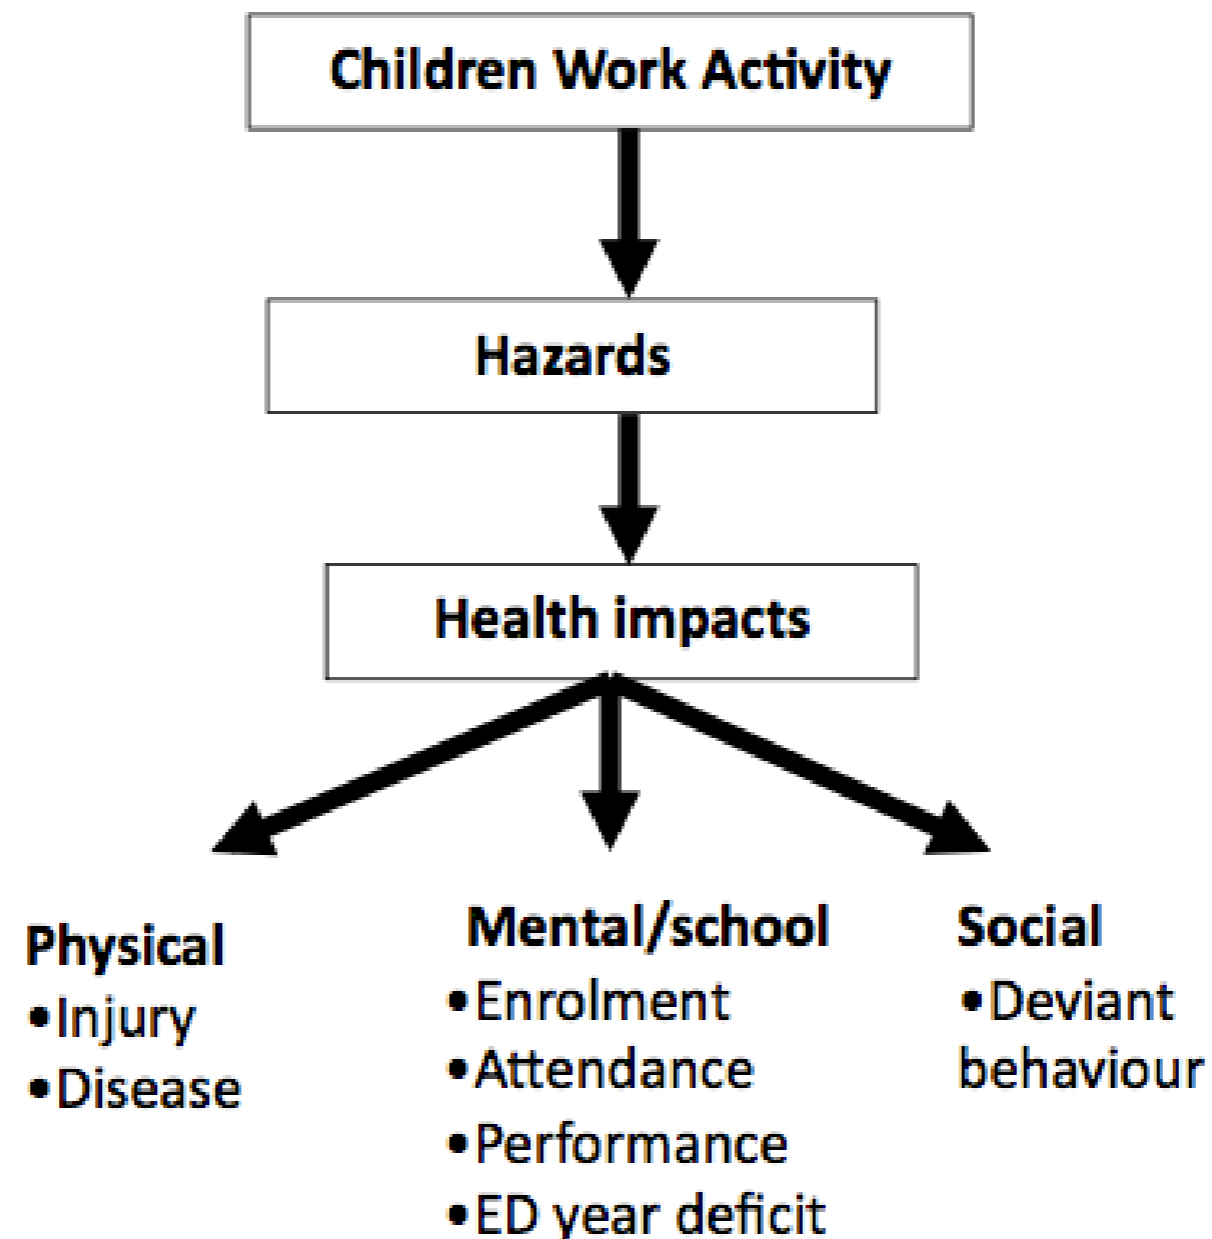 Children Work Activity
Hazards
Health impacts
Physical
•Injury
•Disease
Mental/school
•Enrolment
•Attendance
•Performance
•ED year deficit
Social
•Deviant
behaviour